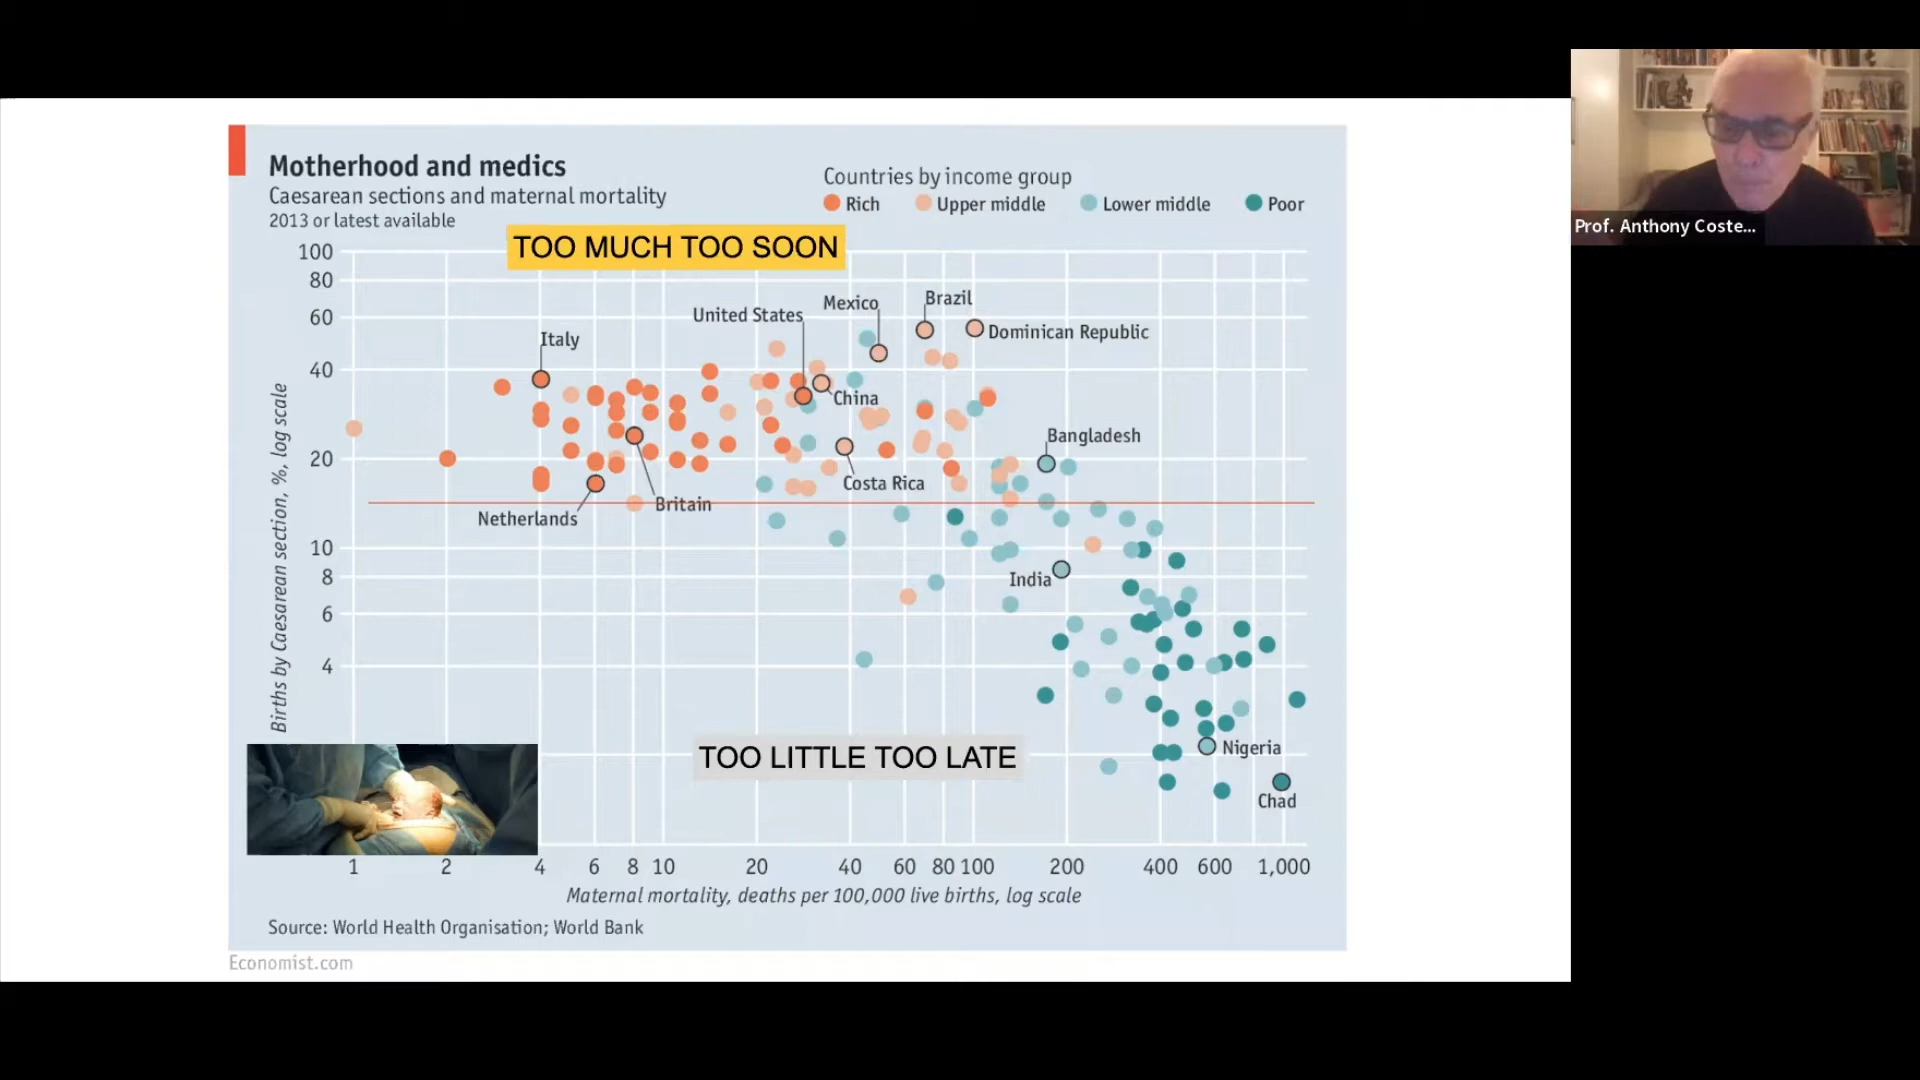 Motherhood and medics
Caesarean sections and maternal mortality
2013 or latest available
Countries by income group
Rich Upper middle Lower middle Poor
TOO MUCH TOO SOON
100
80
60
40
20
10
8
6
4
Births by Caesarean section, %, log scale
Italy
United States
Mexico
Brazil
Dominican Republic
China
Bangladesh
Costa Rica
Britain
Netherlands
India
TOO LITTLE TOO LATE
Nigeria
Chad
1 2 4 6 8 10 20 40 60 80 100 200 400 600 1,000
Maternal mortality, deaths per 100,000 live births, log scale
Source: World Health Organisation; World Bank
Economist.com
Prof. Anthony Coste...